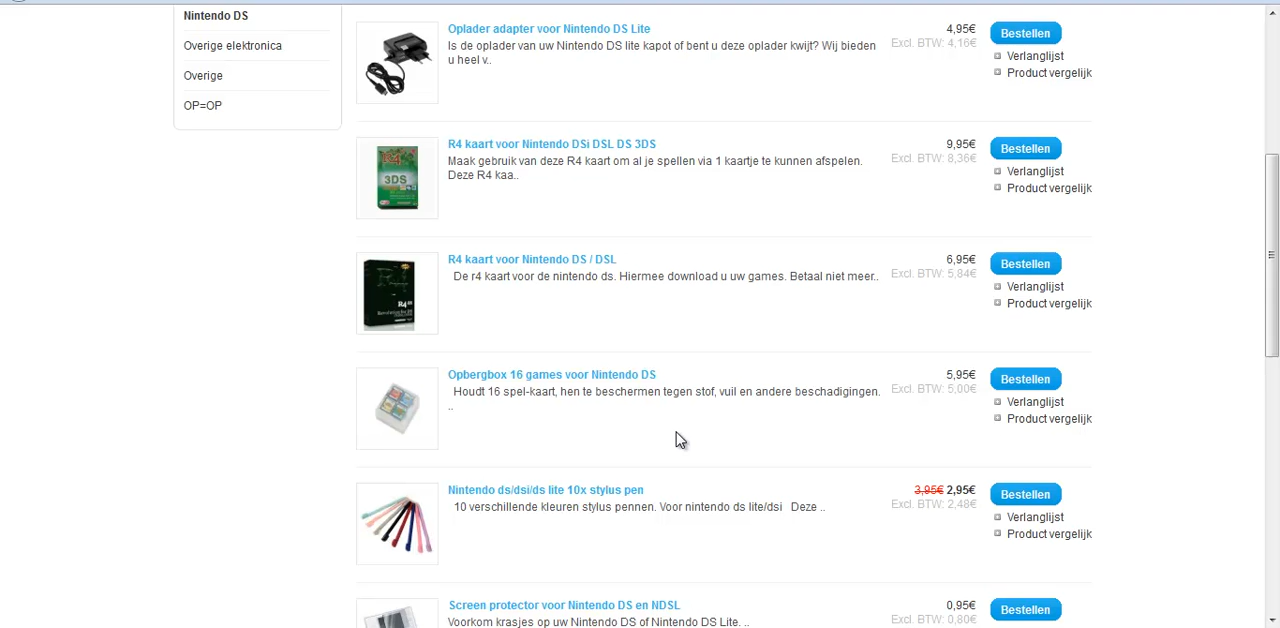 Nintendo DS
Overige elektronica
Overige
OP=OP
Oplader adapter voor Nintendo DS Lite
Is de oplader van uw Nintendo DS lite kapot of bent u deze oplader kwijt? Wij bieden
u heel v..
4,95€
Excl. BTW: 4,16€
Bestellen
Verlanglijst
Product vergelijk
R4 kaart voor Nintendo DSi DSL DS 3DS
Maak gebruik van deze R4 kaart om al je spellen via 1 kaartje te kunnen afspelen.
Deze R4 kaa..
9,95€
Excl. BTW: 8,36€
Bestellen
Verlanglijst
Product vergelijk
R4
3DS
R4 kaart voor Nintendo DS / DSL
De r4 kaart voor de nintendo ds. Hiermee download u uw games. Betaal niet meer..
6,95€
Excl. BTW: 5,84€
Bestellen
Verlanglijst
Product vergelijk
R4
Opbergbox 16 games voor Nintendo DS
Houdt 16 spel-kaart, hen te beschermen tegen stof, vuil en andere beschadigingen.
..
5,95€
Excl. BTW: 5,00€
Bestellen
Verlanglijst
Product vergelijk
Nintendo ds/dsi/ds lite 10x stylus pen
10 verschillende kleuren stylus pennen. Voor nintendo ds lite/dsi Deze ..
3,95€ 2,95€
Excl. BTW: 2,48€
Bestellen
Verlanglijst
Product vergelijk
Screen protector voor Nintendo DS en NDSL
Voorkom krasjes op uw Nintendo DS of Nintendo DS Lite. ..
0,95€
Excl. BTW: 0,80€
Bestellen